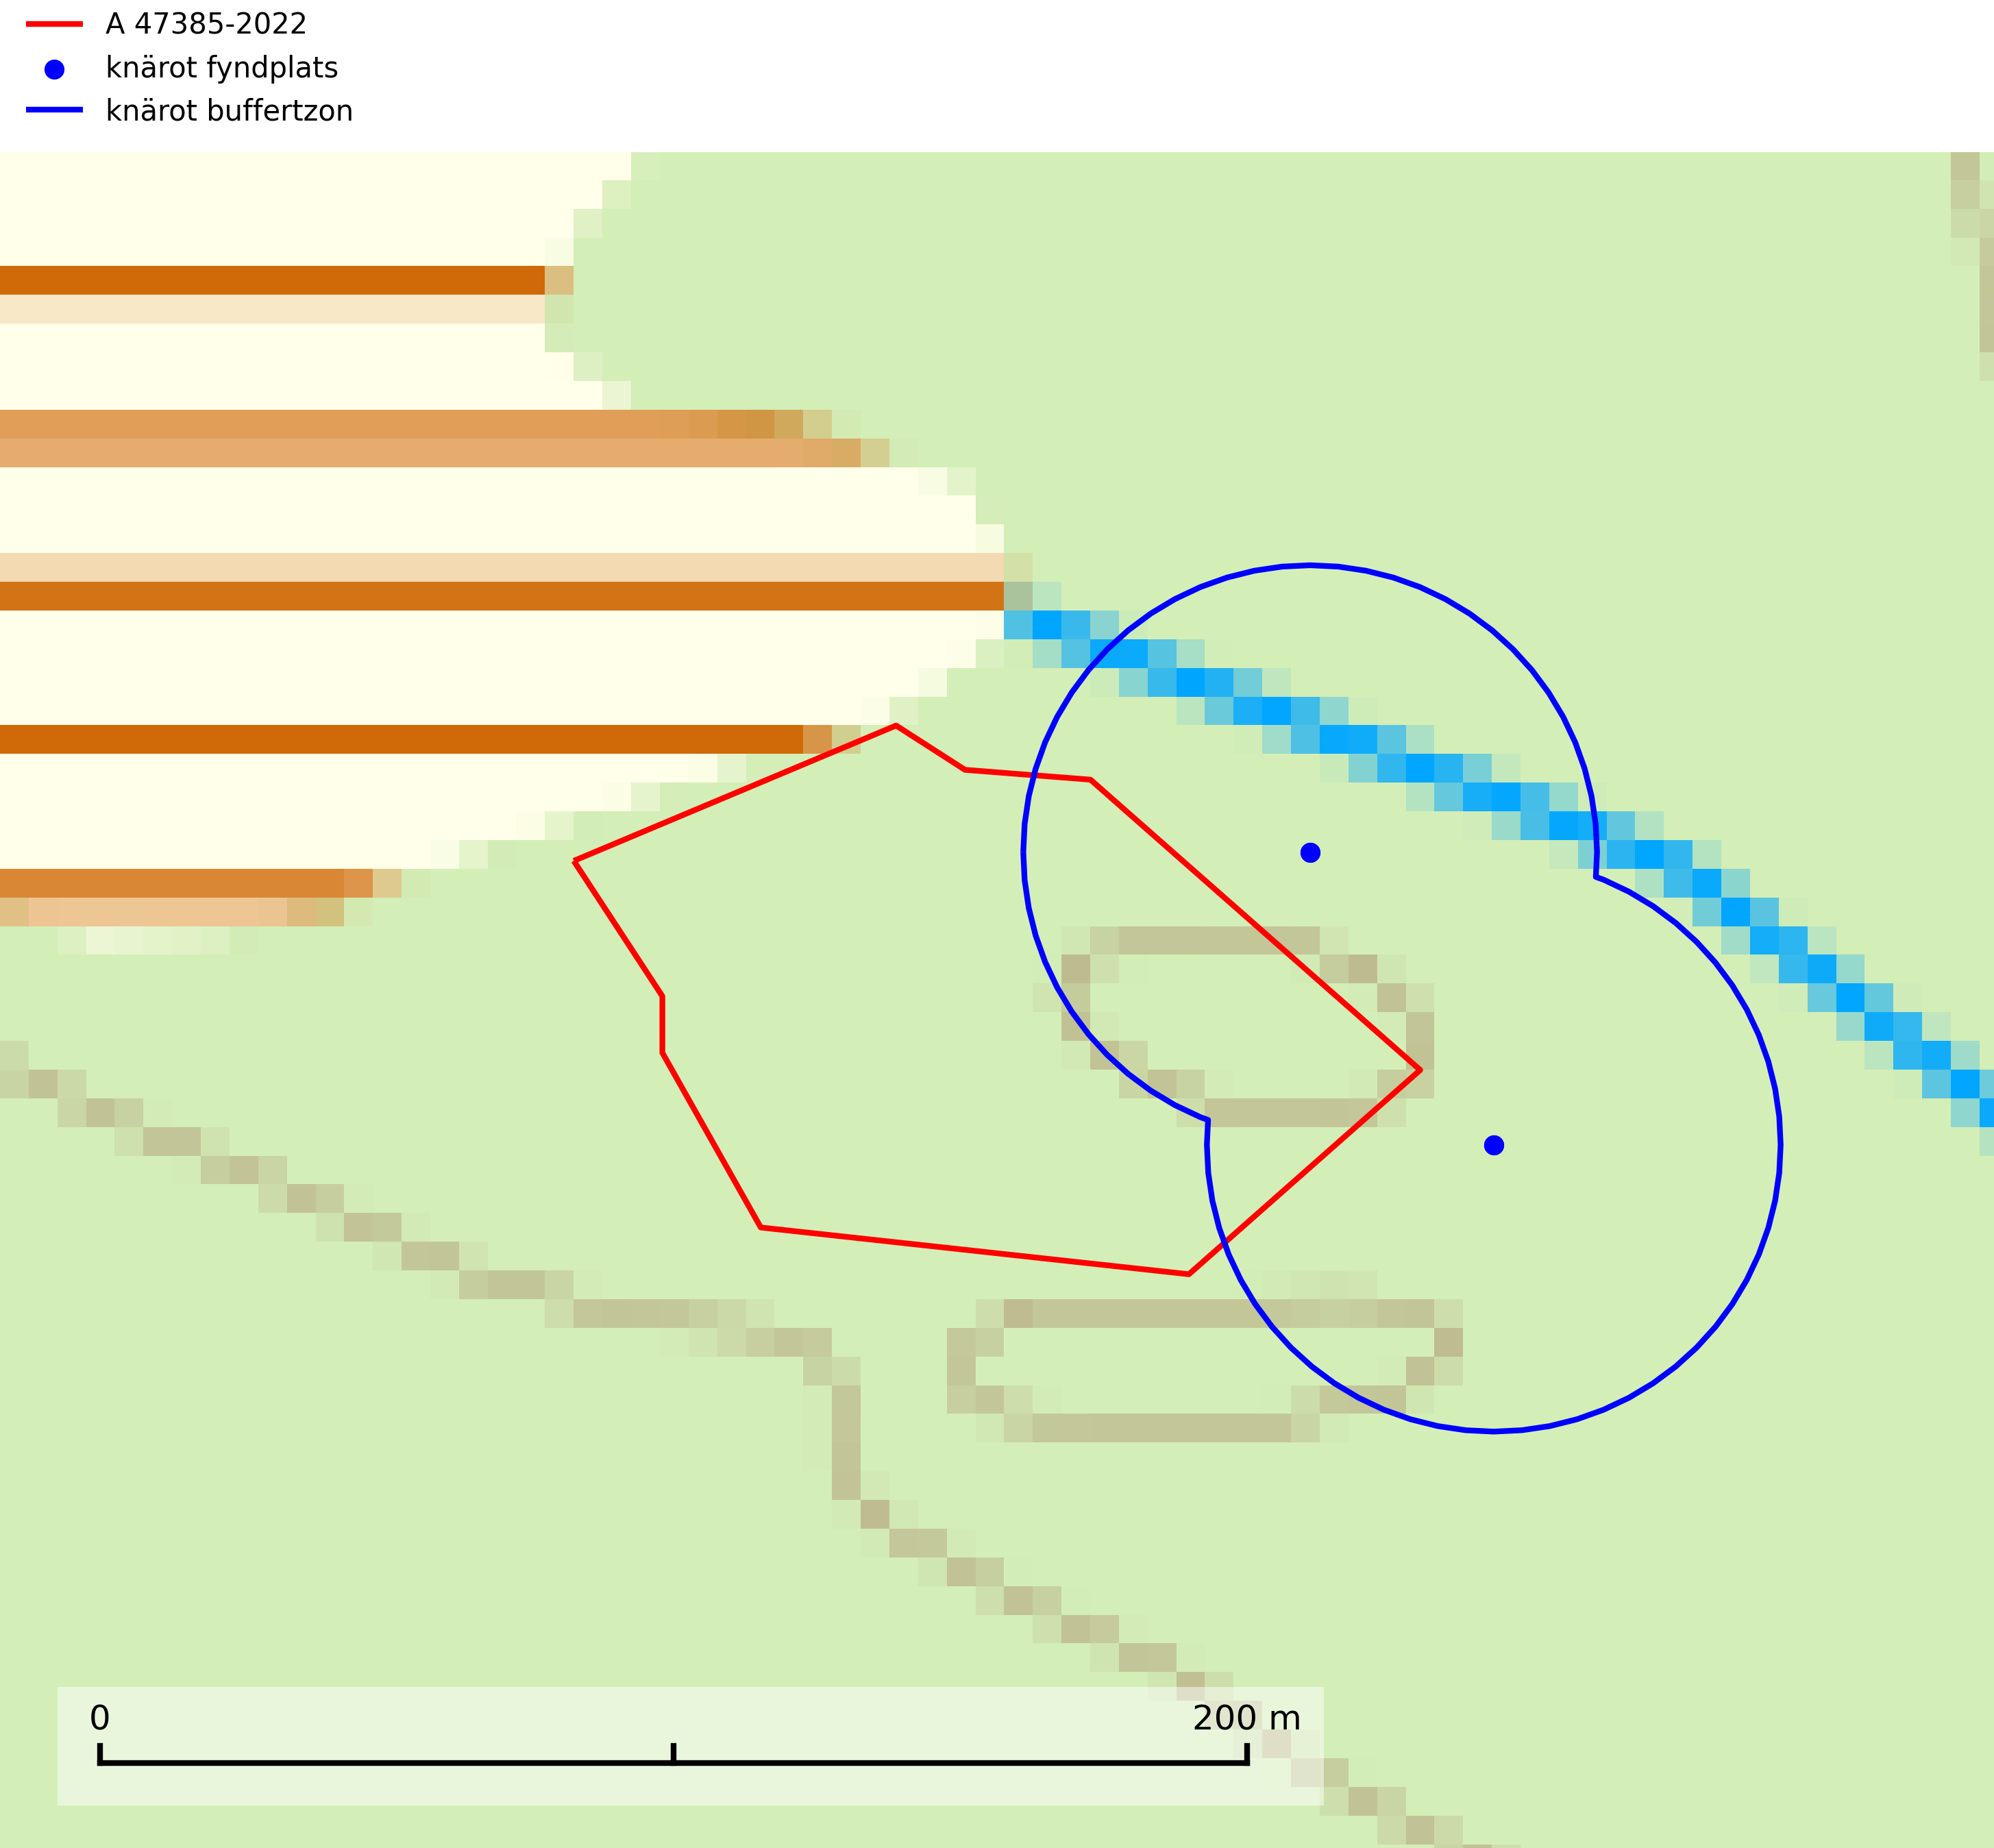 A 47385-2022
knärot fyndplats
knärot buffertzon
0
200 m